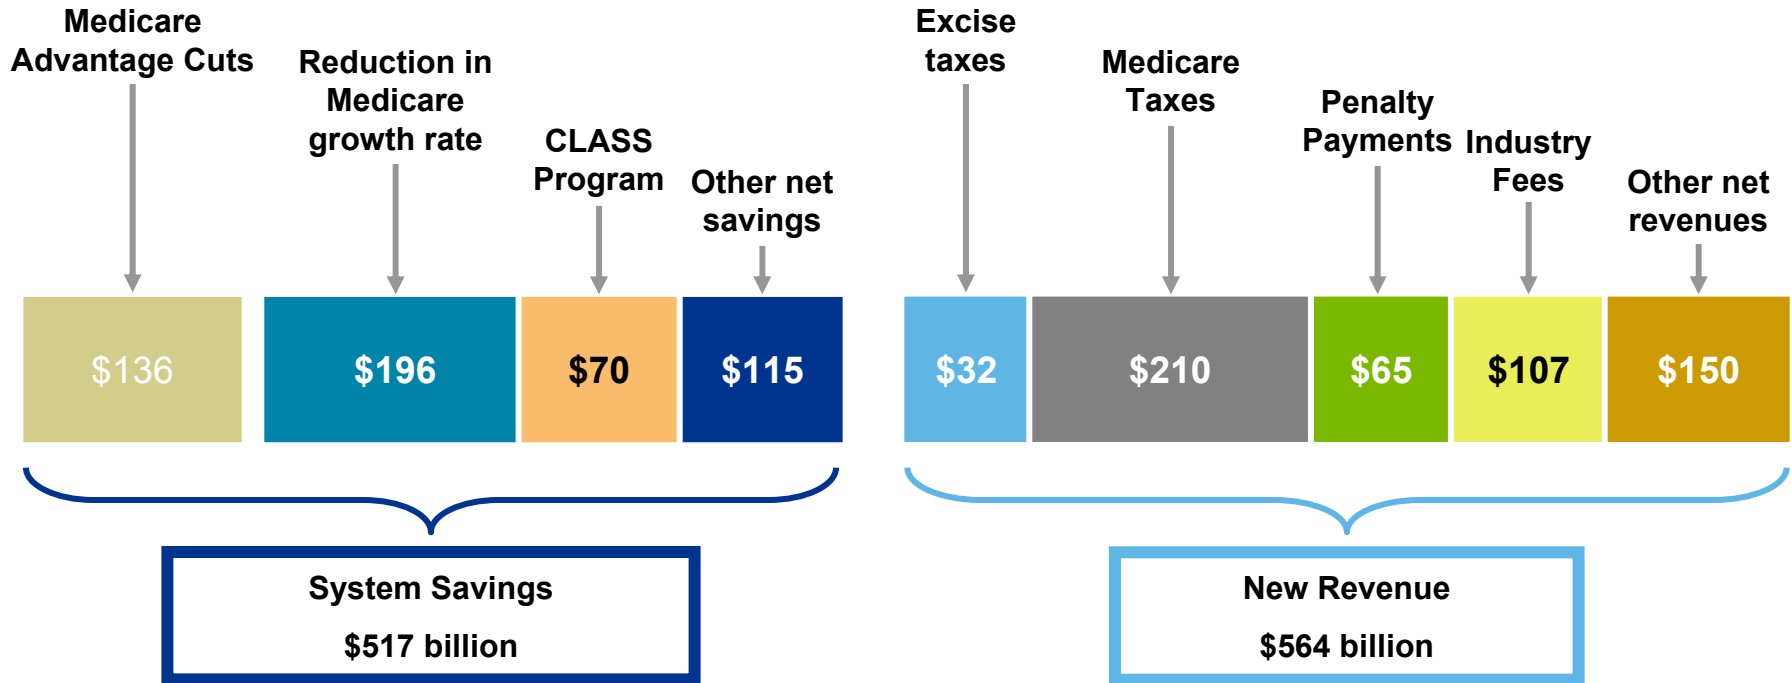 Medicare
Advantage Cuts
Reduction in
Medicare
growth rate
CLASS
Program
Other net
savings
Excise
taxes
Medicare
Taxes
Penalty
Payments
Industry
Fees
Other net
revenues
$136
$196
$70
$115
$32
$210
$65
$107
$150
System Savings
$517 billion
New Revenue
$564 billion